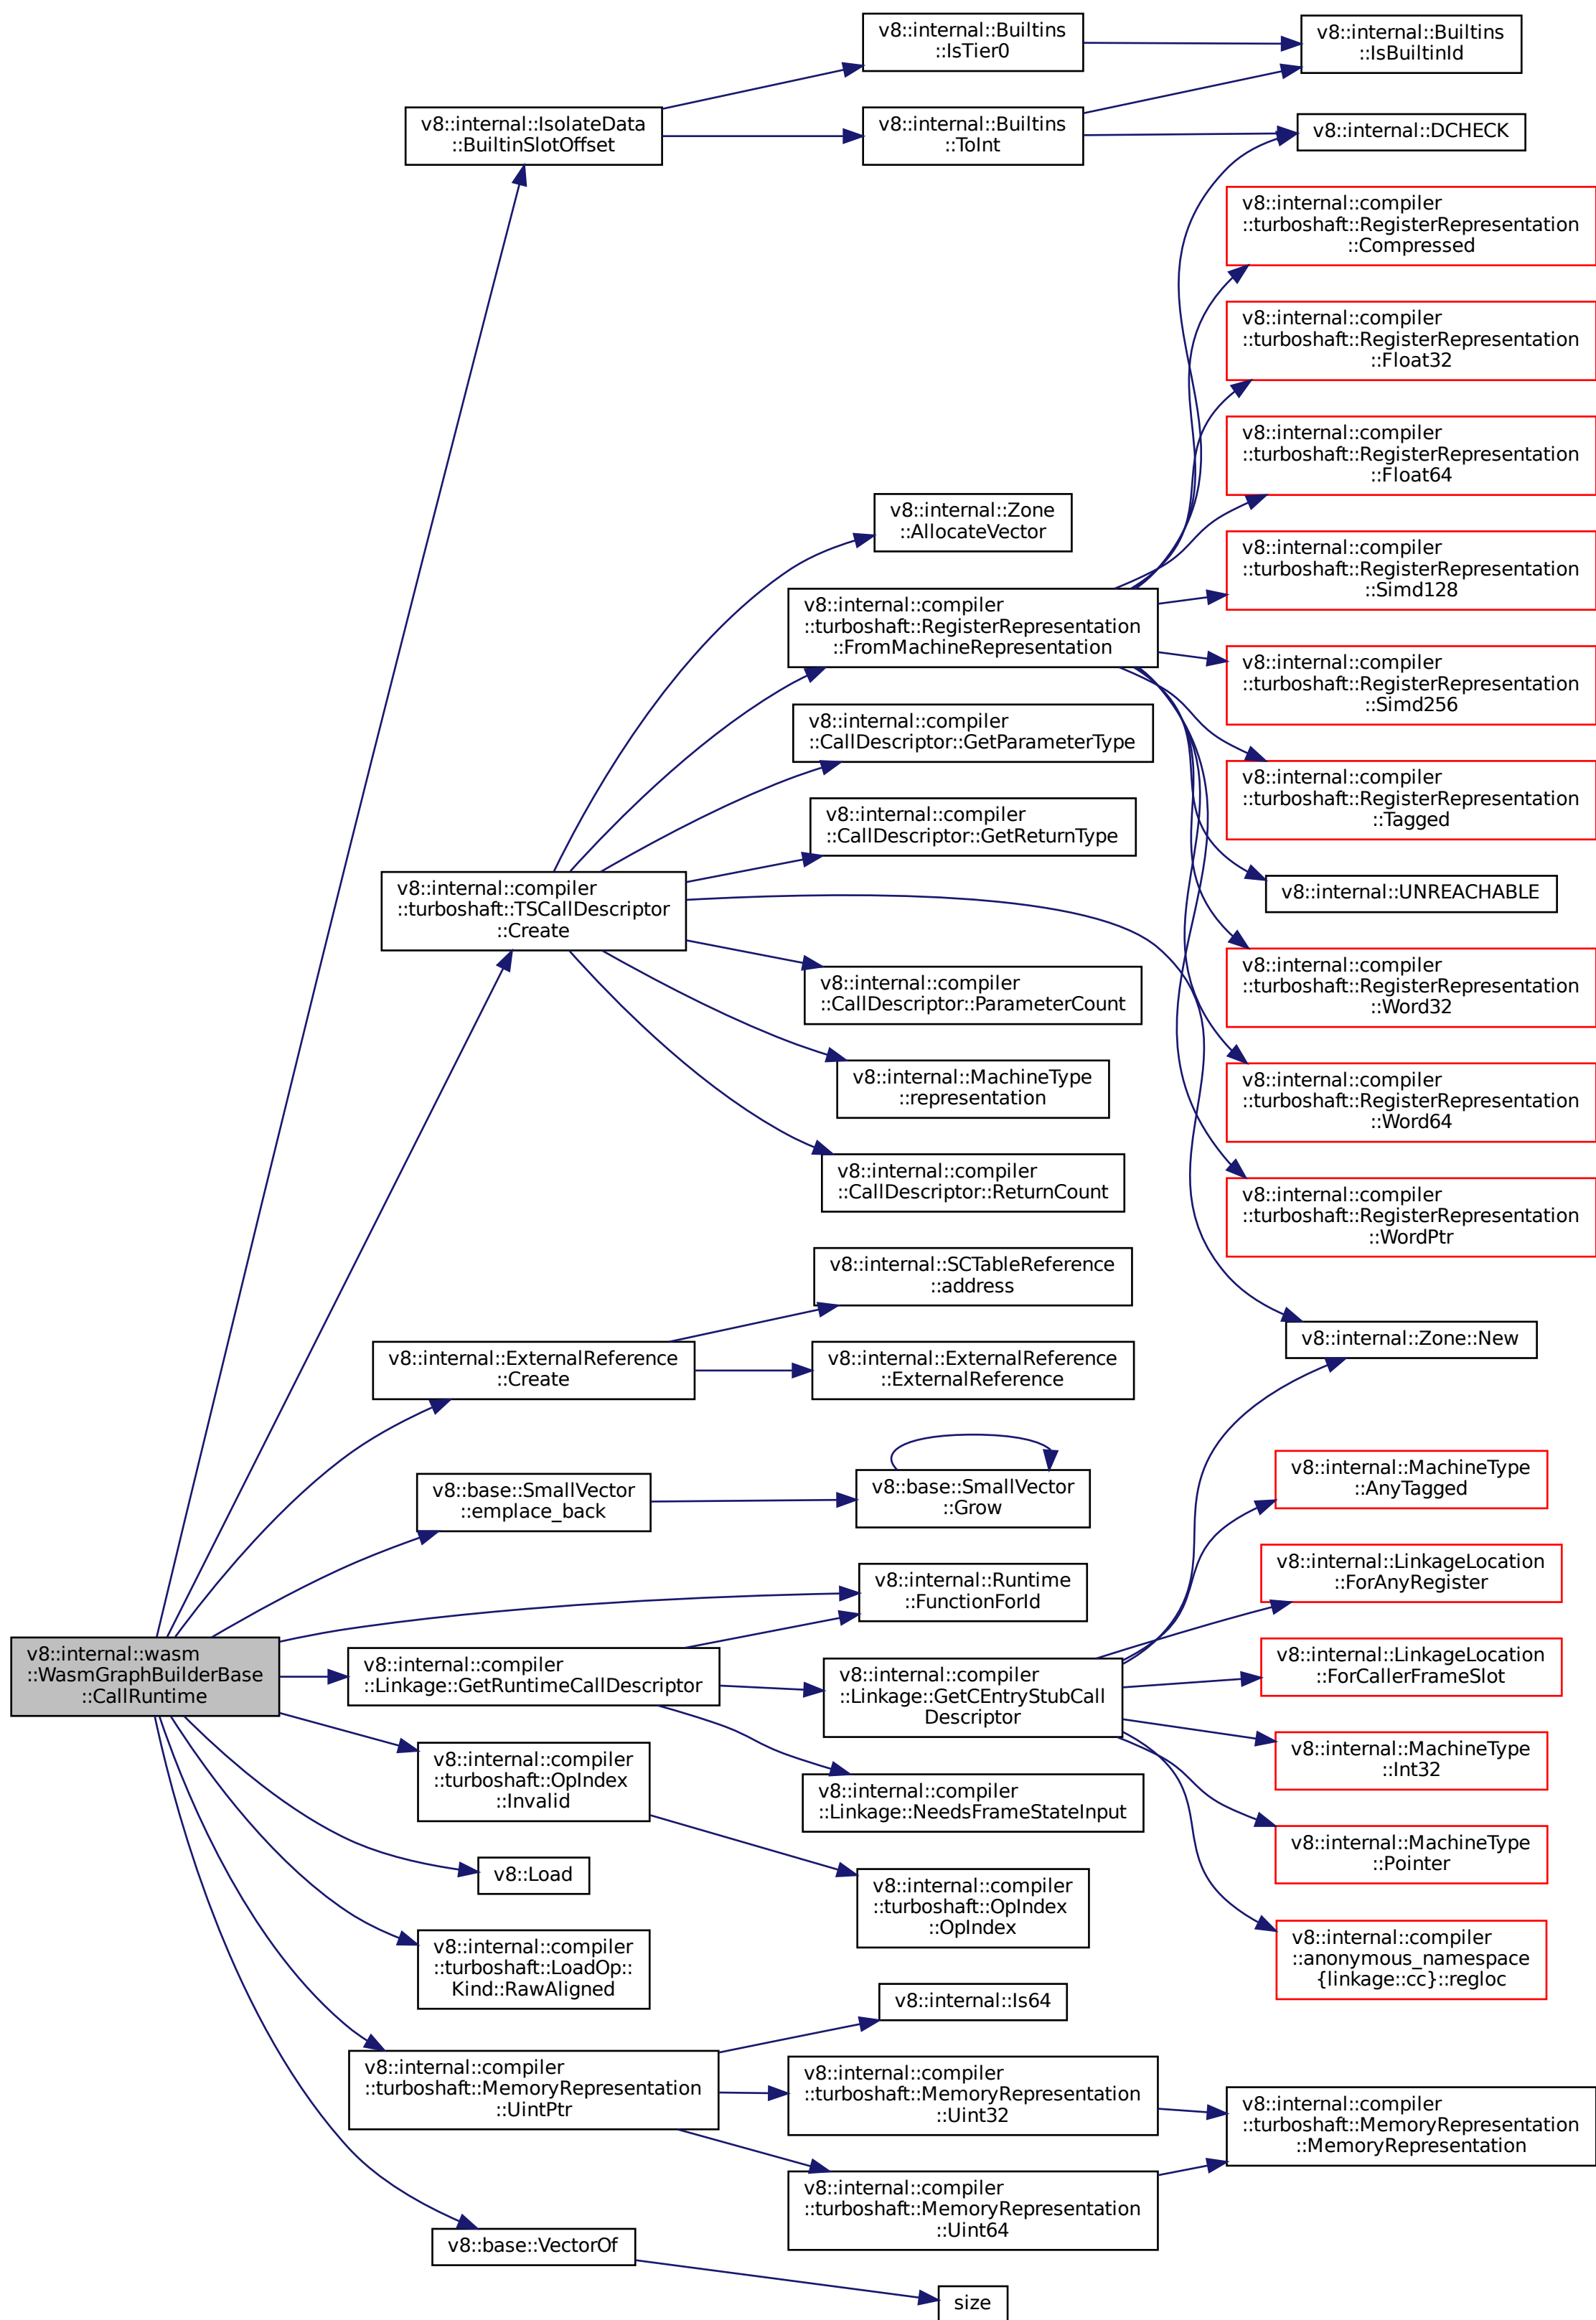 v8::internal::wasm
::WasmGraphBuilderBase
::CallRuntime
v8::internal::IsolateData
::BuiltinSlotOffset
v8::internal::compiler
::turboshaft::TSCallDescriptor
::Create
v8::internal::ExternalReference
::Create
v8::base::SmallVector
::emplace_back
v8::internal::compiler
::Linkage::GetRuntimeCallDescriptor
v8::internal::compiler
::turboshaft::OpIndex
::Invalid
v8::Load
v8::internal::compiler
::turboshaft::LoadOp::
Kind::RawAligned
v8::internal::compiler
::turboshaft::MemoryRepresentation
::UintPtr
v8::base::VectorOf
v8::internal::Builtins
::IsTier0
v8::internal::Builtins
::ToInt
v8::internal::Zone
::AllocateVector
v8::internal::compiler
::turboshaft::RegisterRepresentation
::FromMachineRepresentation
v8::internal::compiler
::CallDescriptor::GetParameterType
v8::internal::compiler
::CallDescriptor::GetReturnType
v8::internal::compiler
::CallDescriptor::ParameterCount
v8::internal::MachineType
::representation
v8::internal::compiler
::CallDescriptor::ReturnCount
v8::internal::SCTableReference
::address
v8::internal::ExternalReference
::ExternalReference
v8::base::SmallVector
::Grow
v8::internal::Runtime
::FunctionForId
v8::internal::compiler
::Linkage::GetCEntryStubCall
Descriptor
v8::internal::compiler
::Linkage::NeedsFrameStateInput
v8::internal::compiler
::turboshaft::OpIndex
::OpIndex
v8::internal::Is64
v8::internal::compiler
::turboshaft::MemoryRepresentation
::Uint32
v8::internal::compiler
::turboshaft::MemoryRepresentation
::Uint64
size
v8::internal::Builtins
::IsBuiltinId
v8::internal::DCHECK
v8::internal::compiler
::turboshaft::RegisterRepresentation
::Compressed
v8::internal::compiler
::turboshaft::RegisterRepresentation
::Float32
v8::internal::compiler
::turboshaft::RegisterRepresentation
::Float64
v8::internal::compiler
::turboshaft::RegisterRepresentation
::Simd128
v8::internal::compiler
::turboshaft::RegisterRepresentation
::Simd256
v8::internal::compiler
::turboshaft::RegisterRepresentation
::Tagged
v8::internal::UNREACHABLE
v8::internal::compiler
::turboshaft::RegisterRepresentation
::Word32
v8::internal::compiler
::turboshaft::RegisterRepresentation
::Word64
v8::internal::compiler
::turboshaft::RegisterRepresentation
::WordPtr
v8::internal::Zone::New
v8::internal::MachineType
::AnyTagged
v8::internal::LinkageLocation
::ForAnyRegister
v8::internal::LinkageLocation
::ForCallerFrameSlot
v8::internal::MachineType
::Int32
v8::internal::MachineType
::Pointer
v8::internal::compiler
::anonymous_namespace
{linkage::cc}::regloc
v8::internal::compiler
::turboshaft::MemoryRepresentation
::MemoryRepresentation